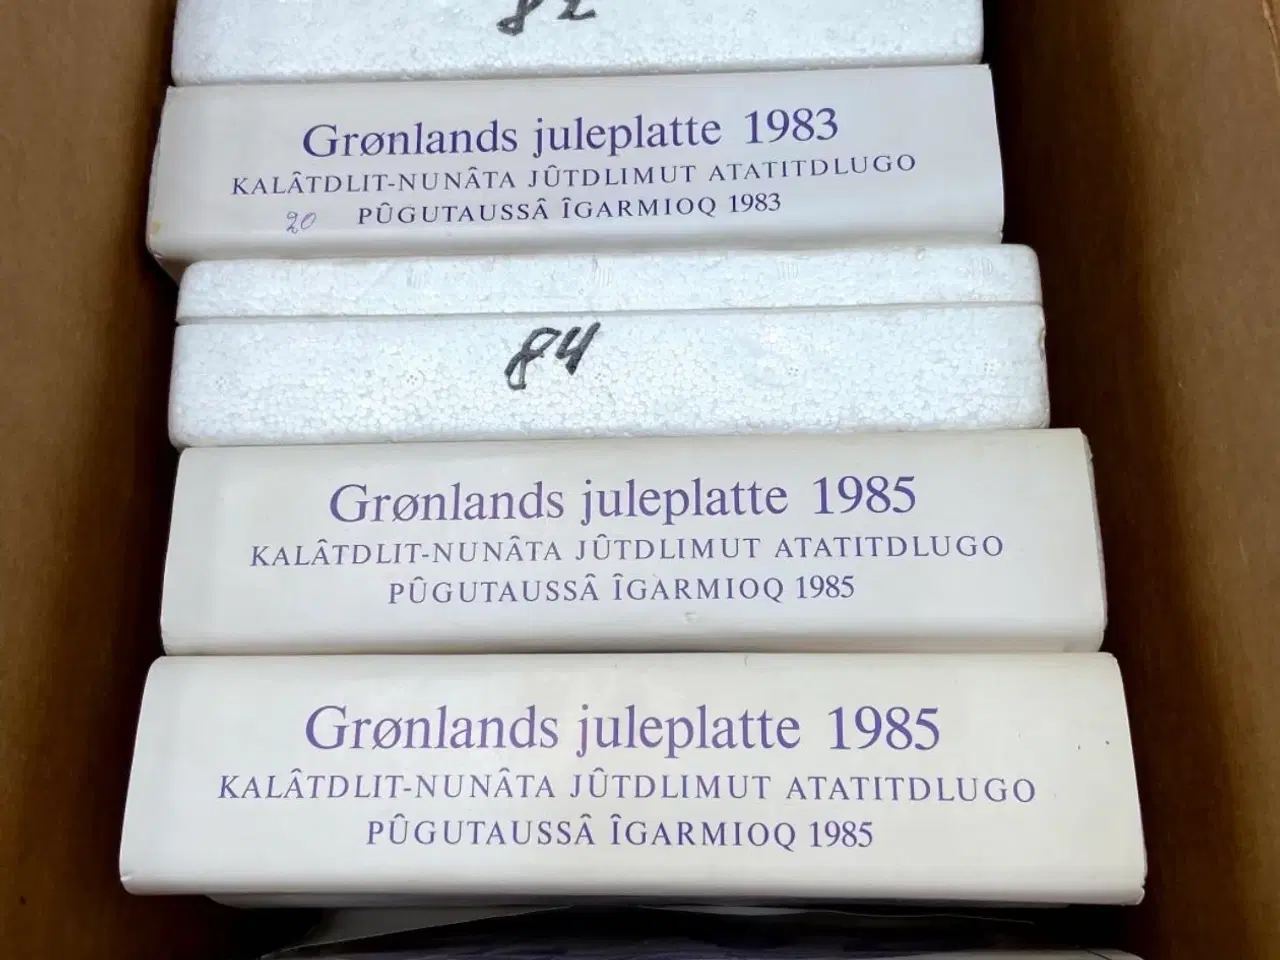 82
Grønlands juleplatte 1983
KALÂTDLIT-NUNÂTA JÛTDLIMUT ATATITDLUGO
20 PÛGUTAUSSÂ ÎGARMIOQ 1983
84
Grønlands juleplatte 1985
KALÂTDLIT-NUNÂTA JÛTDLIMUT ATATITDLUGO
PÛGUTAUSSÂ ÎGARMIOQ 1985
Grønlands juleplatte 1985
KALÂTDLIT-NUNÂTA JÛTDLIMUT ATATITDLUGO
PÛGUTAUSSÂ ÎGARMIOQ 1985